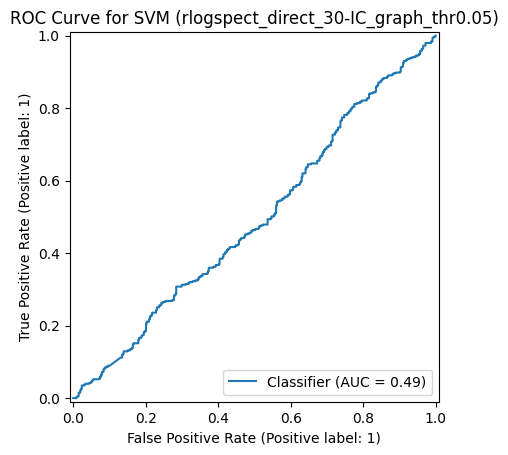 ROC Curve for SVM (rlogspect_direct_30-IC_graph_thr0.05)
1.0
0.8
0.6
0.4
0.2
0.0
True Positive Rate (Positive label: 1)
Classifier (AUC = 0.49)
0.0 0.2 0.4 0.6 0.8 1.0
False Positive Rate (Positive label: 1)